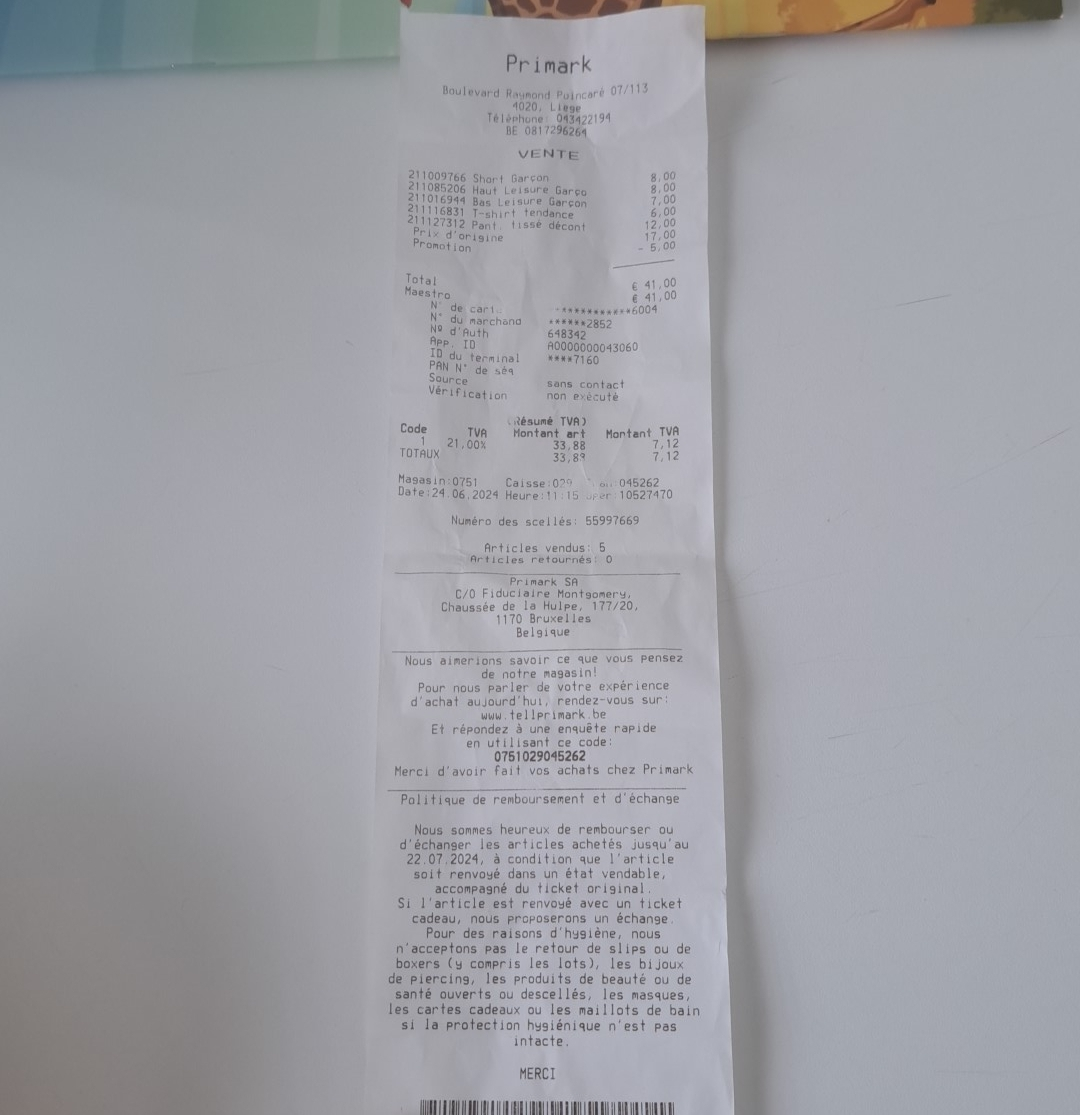 Primark
Boulevard Raymond Poincaré 07/113
4020, Liege
Téléphone: 043422194
BE 0817296264
VENTE
211009766 Short Garçon 8,00
211085206 Haut Leisure Garço 8,00
211016944 Bas Leisure Garcon 7,00
211116831 T-shirt tendance 6,00
211127312 Pant. tissé décont 12,00
Prix d'origine 17,00
Promotion - 5,00
Total € 41,00
Maestro € 41,00
N° de carte ************6004
N° du marchand ******2852
Nº d'Auth 648342
App. ID A0000000043060
ID du terminal ****7160
PAN N° de séq
Source sans contact
Vérification non exécuté
(Résumé TVA)
Code TVA Montant art Montant TVA
1 21,00% 33,88 7,12
TOTAUX 33,88 7,12
Magasin:0751 Caisse:029 045262
Date:24.06.2024 Heure:11:15 Oper:10527470
Numéro des scellés: 55997669
Articles vendus: 5
Articles retournés: 0
Primark SA
C/O Fiduciaire Montgomery,
Chaussée de la Hulpe, 177/20,
1170 Bruxelles
Belgique
Nous aimerions savoir ce que vous pensez
de notre magasin!
Pour nous parler de votre expérience
d'achat aujourd'hui, rendez-vous sur:
www.tellprimark.be
Et répondez à une enquête rapide
en utilisant ce code:
0751029045262
Merci d'avoir fait vos achats chez Primark
Politique de remboursement et d'échange
Nous sommes heureux de rembourser ou
d'échanger les articles achetés jusqu'au
22.07.2024, à condition que l'article
soit renvoyé dans un état vendable,
accompagné du ticket original.
Si l'article est renvoyé avec un ticket
cadeau, nous proposerons un échange.
Pour des raisons d'hygiène, nous
n'acceptons pas le retour de slips ou de
boxers (y compris les lots), les bijoux
de piercing, les produits de beauté ou de
santé ouverts ou descellés, les masques,
les cartes cadeaux ou les maillots de bain
si la protection hygiénique n'est pas
intacte.
MERCI